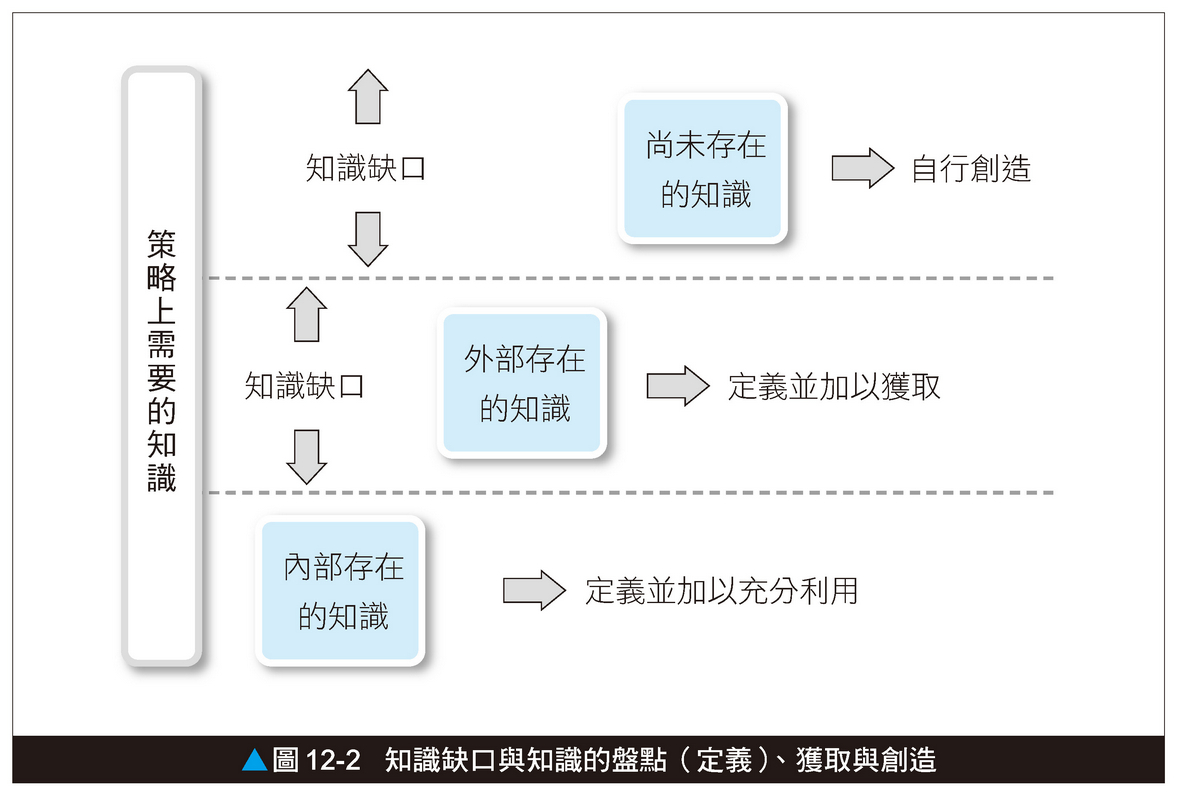 策略上需要的知識
知識缺口
尚未存在
的知識
自行創造
知識缺口
外部存在
的知識
定義並加以獲取
內部存在
的知識
定義並加以充分利用
▲圖 12-2 知識缺口與知識的盤點（定義）、獲取與創造